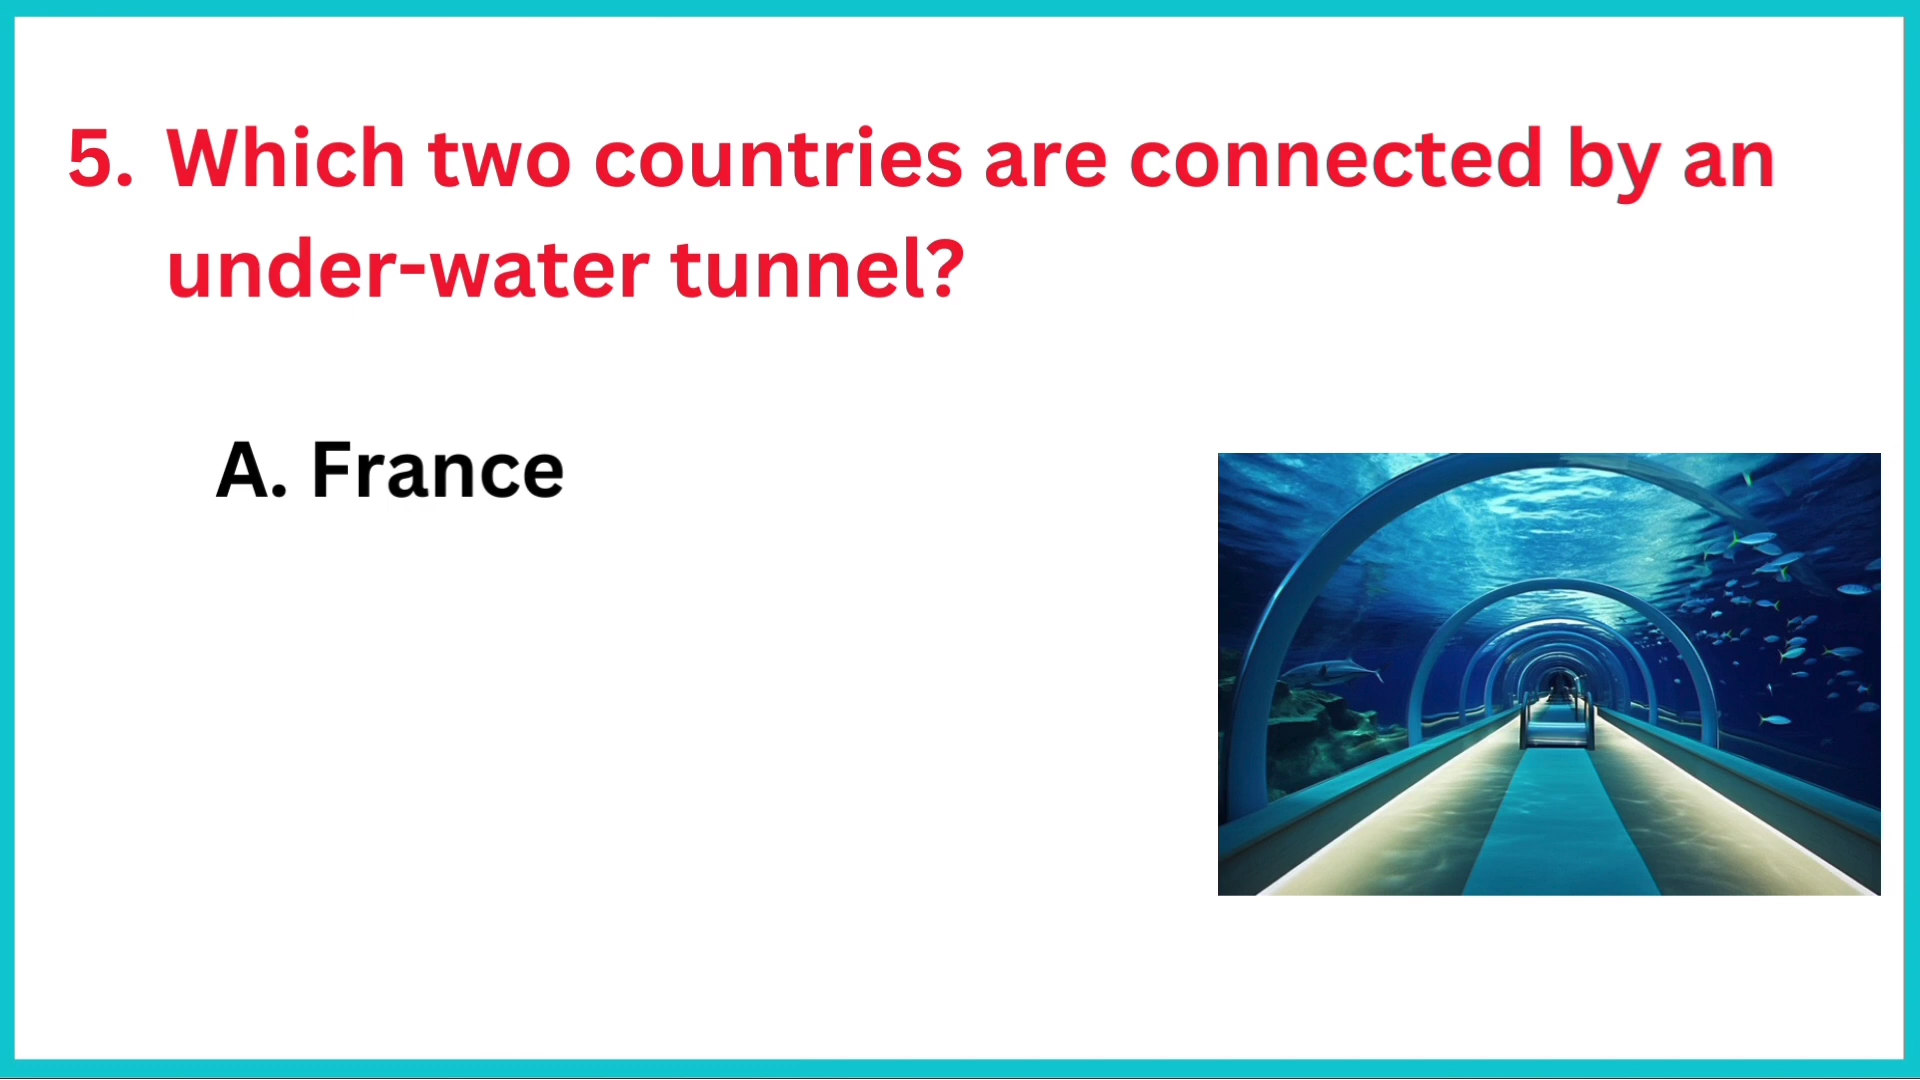 5. Which two countries are connected by an
under-water tunnel?
A. France